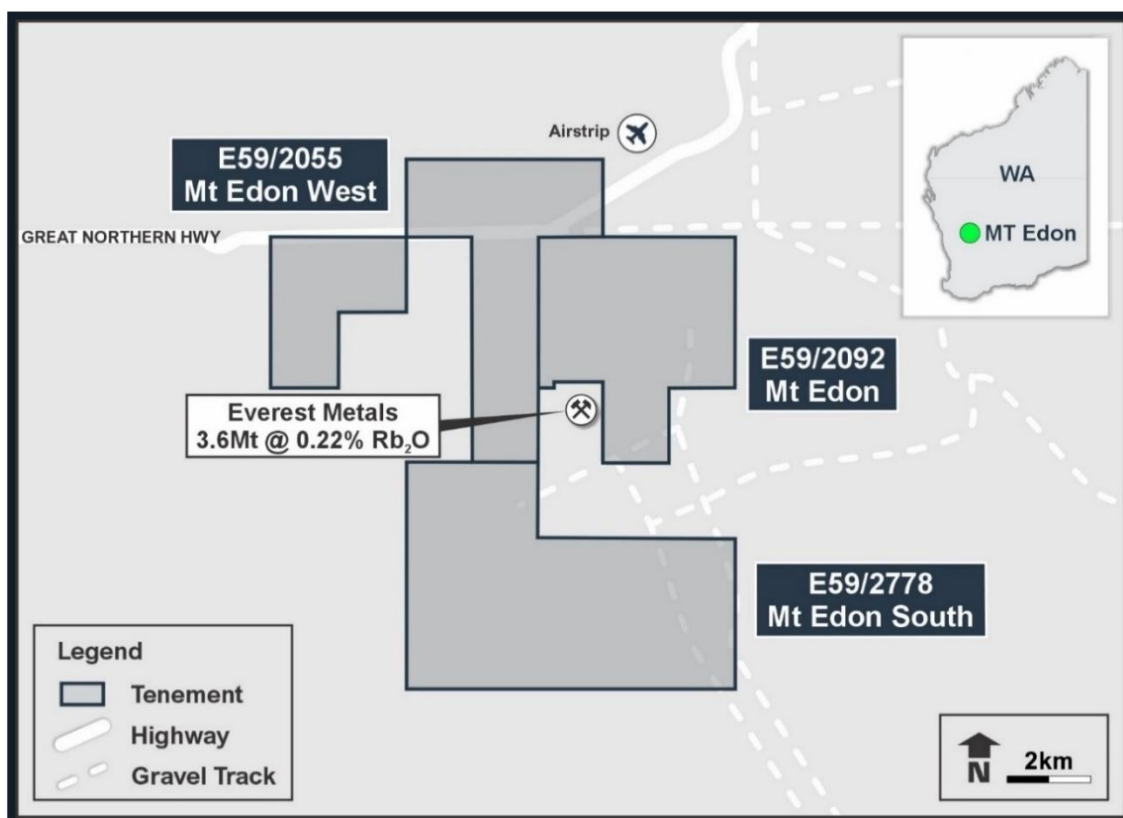 Airstrip
E59/2055
Mt Edon West
WA
GREAT NORTHERN HWY
MT Edon
E59/2092
Mt Edon
Everest Metals
3.6Mt @ 0.22% Rb₂O
E59/2778
Mt Edon South
Legend
Tenement
Highway
Gravel Track
N
2km